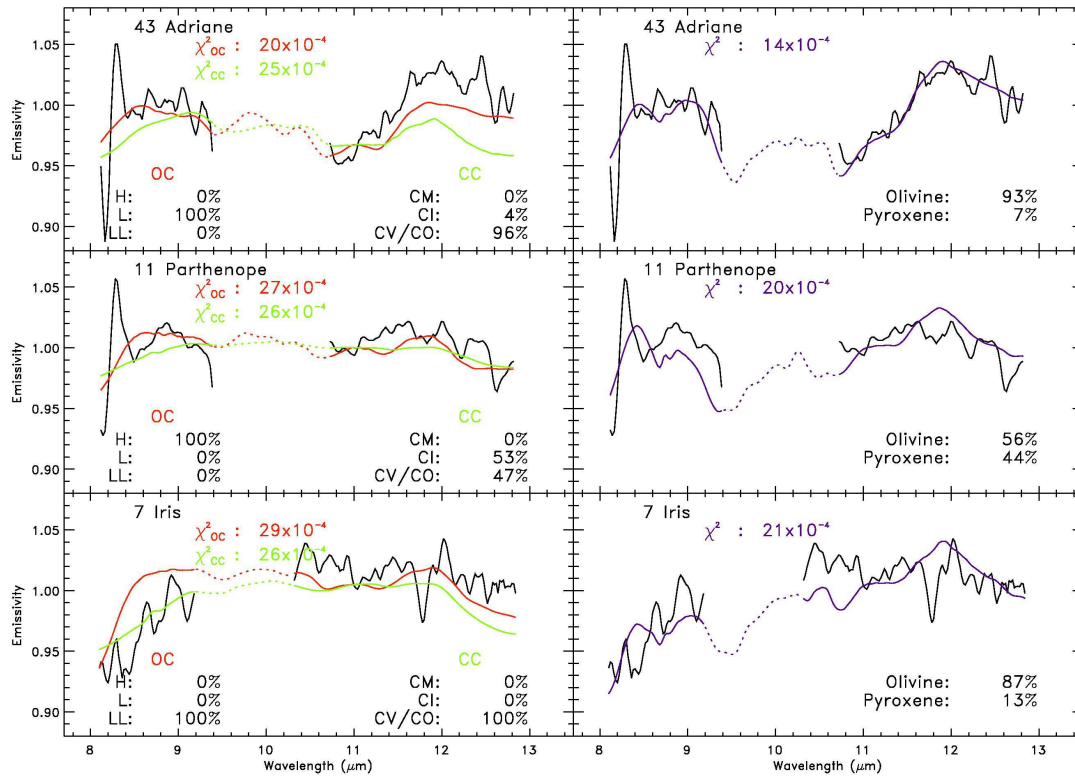 43 Adriane
χ²OC : 20x10⁻⁴
χ²CC : 25x10⁻⁴
1.05
1.00
0.95
0.90
Emissivity
OC
CC
H: 0%
L: 100%
LL: 0%
CM: 0%
CI: 4%
CV/CO: 96%
43 Adriane
χ² : 14x10⁻⁴
Olivine: 93%
Pyroxene: 7%
11 Parthenope
χ²OC : 27x10⁻⁴
χ²CC : 26x10⁻⁴
1.05
1.00
0.95
0.90
Emissivity
OC
CC
H: 100%
L: 0%
LL: 0%
CM: 0%
CI: 53%
CV/CO: 47%
11 Parthenope
χ² : 20x10⁻⁴
Olivine: 56%
Pyroxene: 44%
7 Iris
χ²OC : 29x10⁻⁴
χ²CC : 26x10⁻⁴
1.05
1.00
0.95
0.90
Emissivity
OC
CC
H: 0%
L: 0%
LL: 100%
CM: 0%
CI: 0%
CV/CO: 100%
7 Iris
χ² : 21x10⁻⁴
Olivine: 87%
Pyroxene: 13%
8 9 10 11 12 13
Wavelength (μm)
8 9 10 11 12 13
Wavelength (μm)